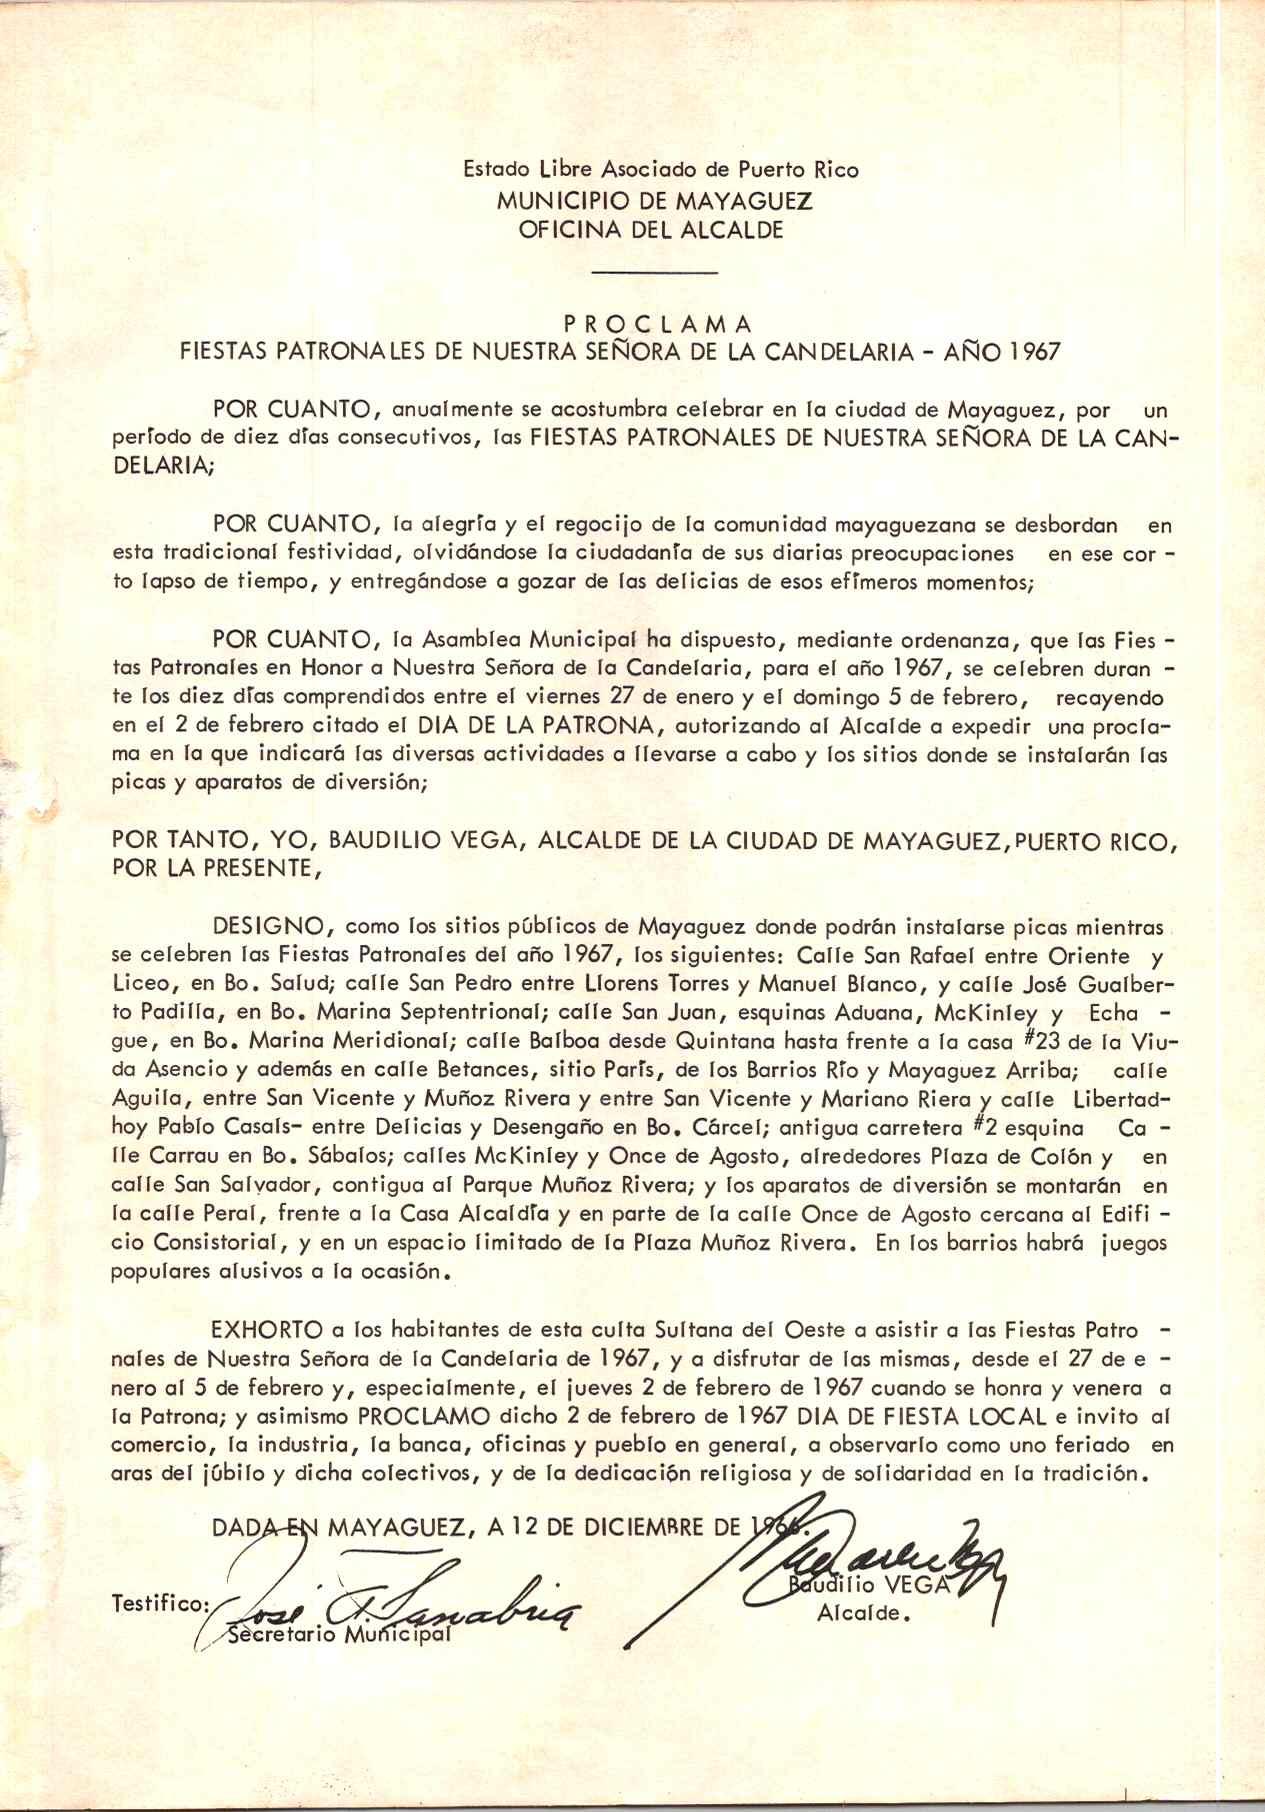 Estado Libre Asociado de Puerto Rico
MUNICIPIO DE MAYAGUEZ
OFICINA DEL ALCALDE
P R O C L A M A
FIESTAS PATRONALES DE NUESTRA SEÑORA DE LA CANDELARIA - AÑO 1967
POR CUANTO, anualmente se acostumbra celebrar en la ciudad de Mayaguez, por un
período de diez días consecutivos, las FIESTAS PATRONALES DE NUESTRA SEÑORA DE LA CAN-
DELARIA;
POR CUANTO, la alegría y el regocijo de la comunidad mayaguezana se desbordan en
esta tradicional festividad, olvidándose la ciudadanía de sus diarias preocupaciones en ese cor -
to lapso de tiempo, y entregándose a gozar de las delicias de esos efímeros momentos;
POR CUANTO, la Asamblea Municipal ha dispuesto, mediante ordenanza, que las Fies -
tas Patronales en Honor a Nuestra Señora de la Candelaria, para el año 1967, se celebren duran -
te los diez días comprendidos entre el viernes 27 de enero y el domingo 5 de febrero, recayendo
en el 2 de febrero citado el DIA DE LA PATRONA, autorizando al Alcalde a expedir una procla-
ma en la que indicará las diversas actividades a llevarse a cabo y los sitios donde se instalarán las
picas y aparatos de diversión;
POR TANTO, YO, BAUDILIO VEGA, ALCALDE DE LA CIUDAD DE MAYAGUEZ, PUERTO RICO,
POR LA PRESENTE,
DESIGNO, como los sitios públicos de Mayaguez donde podrán instalarse picas mientras
se celebren las Fiestas Patronales del año 1967, los siguientes: Calle San Rafael entre Oriente y
Liceo, en Bo. Salud; calle San Pedro entre Llorens Torres y Manuel Blanco, y calle José Gualber-
to Padilla, en Bo. Marina Septentrional; calle San Juan, esquinas Aduana, McKinley y Echa -
gue, en Bo. Marina Meridional; calle Balboa desde Quintana hasta frente a la casa #23 de la Viu-
da Asencio y además en calle Betances, sitio París, de los Barrios Río y Mayaguez Arriba; calle
Aguila, entre San Vicente y Muñoz Rivera y entre San Vicente y Mariano Riera y calle Libertad-
hoy Pablo Casals- entre Delicias y Desengaño en Bo. Cárcel; antigua carretera #2 esquina Ca -
lle Carrau en Bo. Sábalos; calles McKinley y Once de Agosto, alrededores Plaza de Colón y en
calle San Salvador, contigua al Parque Muñoz Rivera; y los aparatos de diversión se montarán en
la calle Peral, frente a la Casa Alcaldía y en parte de la calle Once de Agosto cercana al Edifi -
cio Consistorial, y en un espacio limitado de la Plaza Muñoz Rivera. En los barrios habrá juegos
populares alusivos a la ocasión.
EXHORTO a los habitantes de esta culta Sultana del Oeste a asistir a las Fiestas Patro -
nales de Nuestra Señora de la Candelaria de 1967, y a disfrutar de las mismas, desde el 27 de e -
nero al 5 de febrero y, especialmente, el jueves 2 de febrero de 1967 cuando se honra y venera a
la Patrona; y asimismo PROCLAMO dicho 2 de febrero de 1967 DIA DE FIESTA LOCAL e invito al
comercio, la industria, la banca, oficinas y pueblo en general, a observarlo como uno feriado en
aras del júbilo y dicha colectivos, y de la dedicación religiosa y de solidaridad en la tradición.
DADA EN MAYAGUEZ, A 12 DE DICIEMBRE DE 1966.
Baudilio VEGA
Alcalde.
Testifico: José F. Sanabria
Secretario Municipal